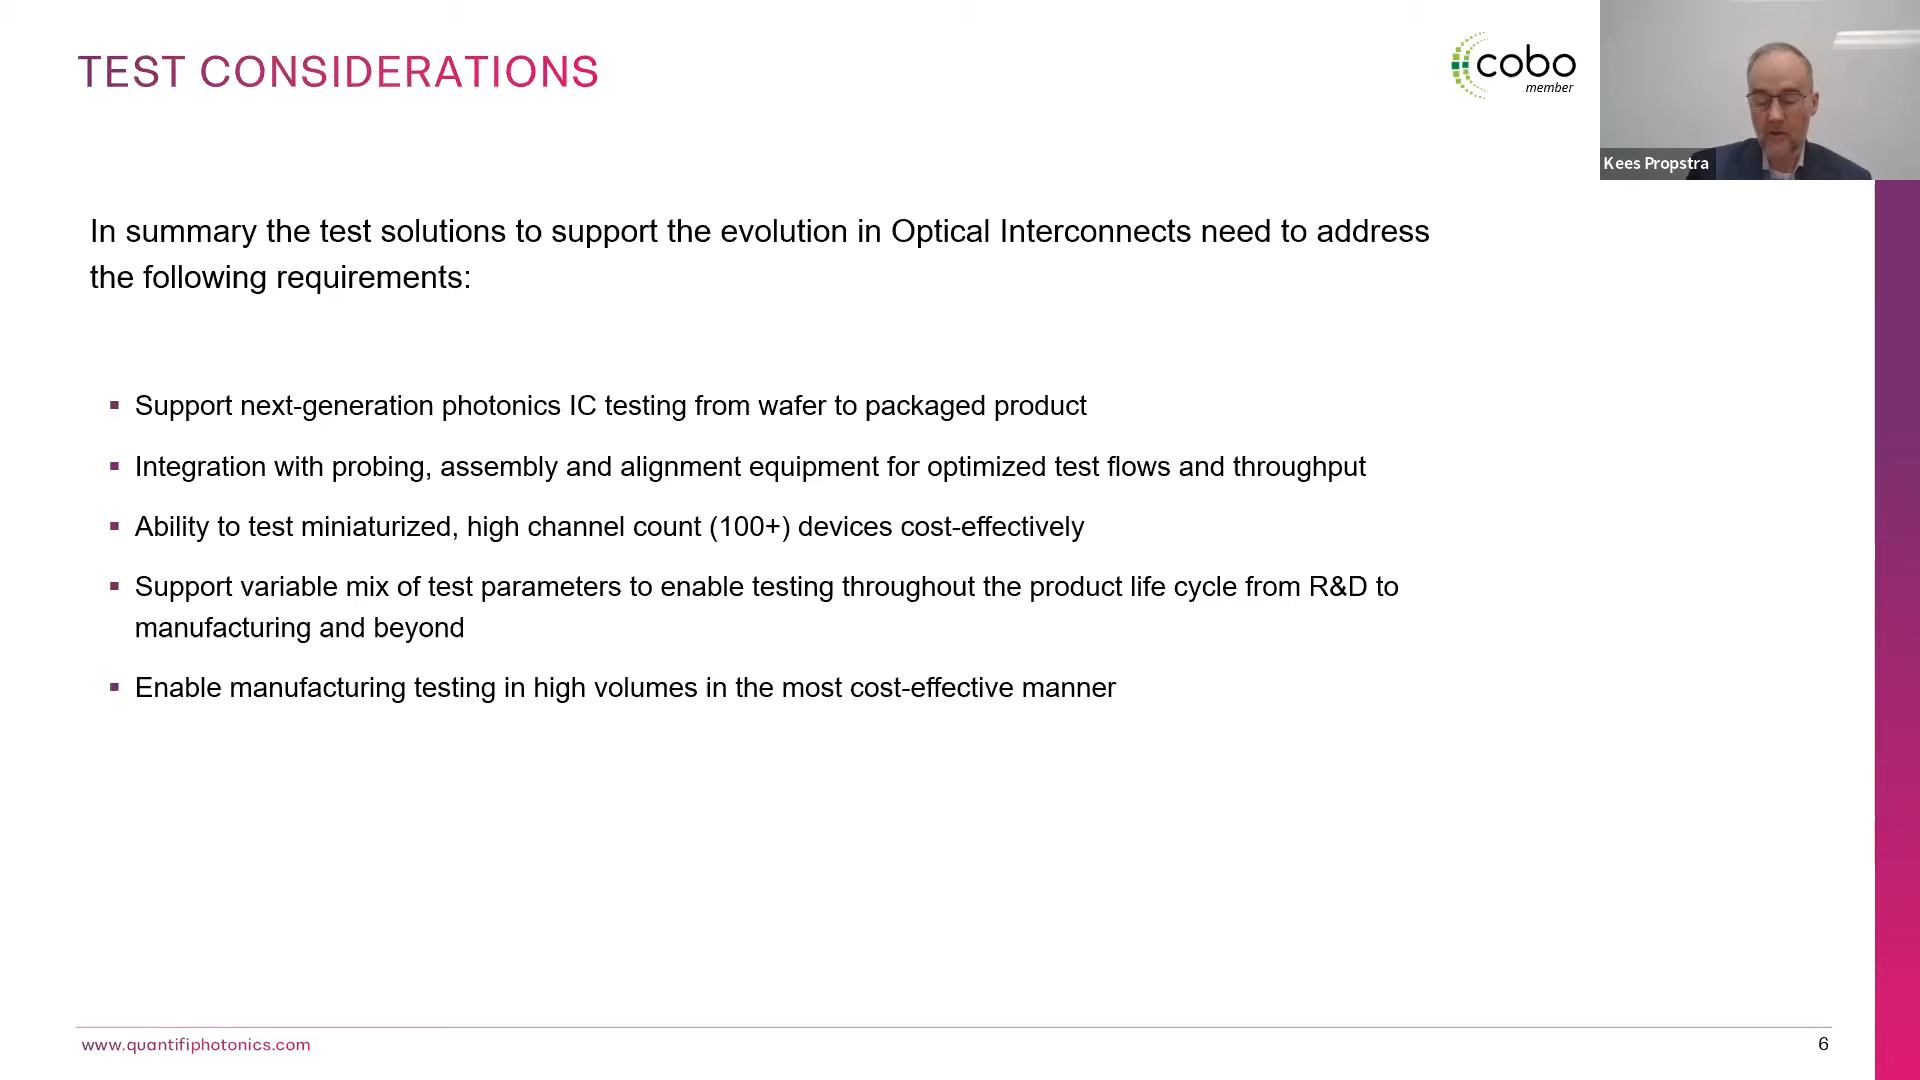 TEST CONSIDERATIONS
cobo
member
Kees Propstra
In summary the test solutions to support the evolution in Optical Interconnects need to address
the following requirements:
▪ Support next-generation photonics IC testing from wafer to packaged product
▪ Integration with probing, assembly and alignment equipment for optimized test flows and throughput
▪ Ability to test miniaturized, high channel count (100+) devices cost-effectively
▪ Support variable mix of test parameters to enable testing throughout the product life cycle from R&D to
manufacturing and beyond
▪ Enable manufacturing testing in high volumes in the most cost-effective manner
www.quantifiphotonics.com
6